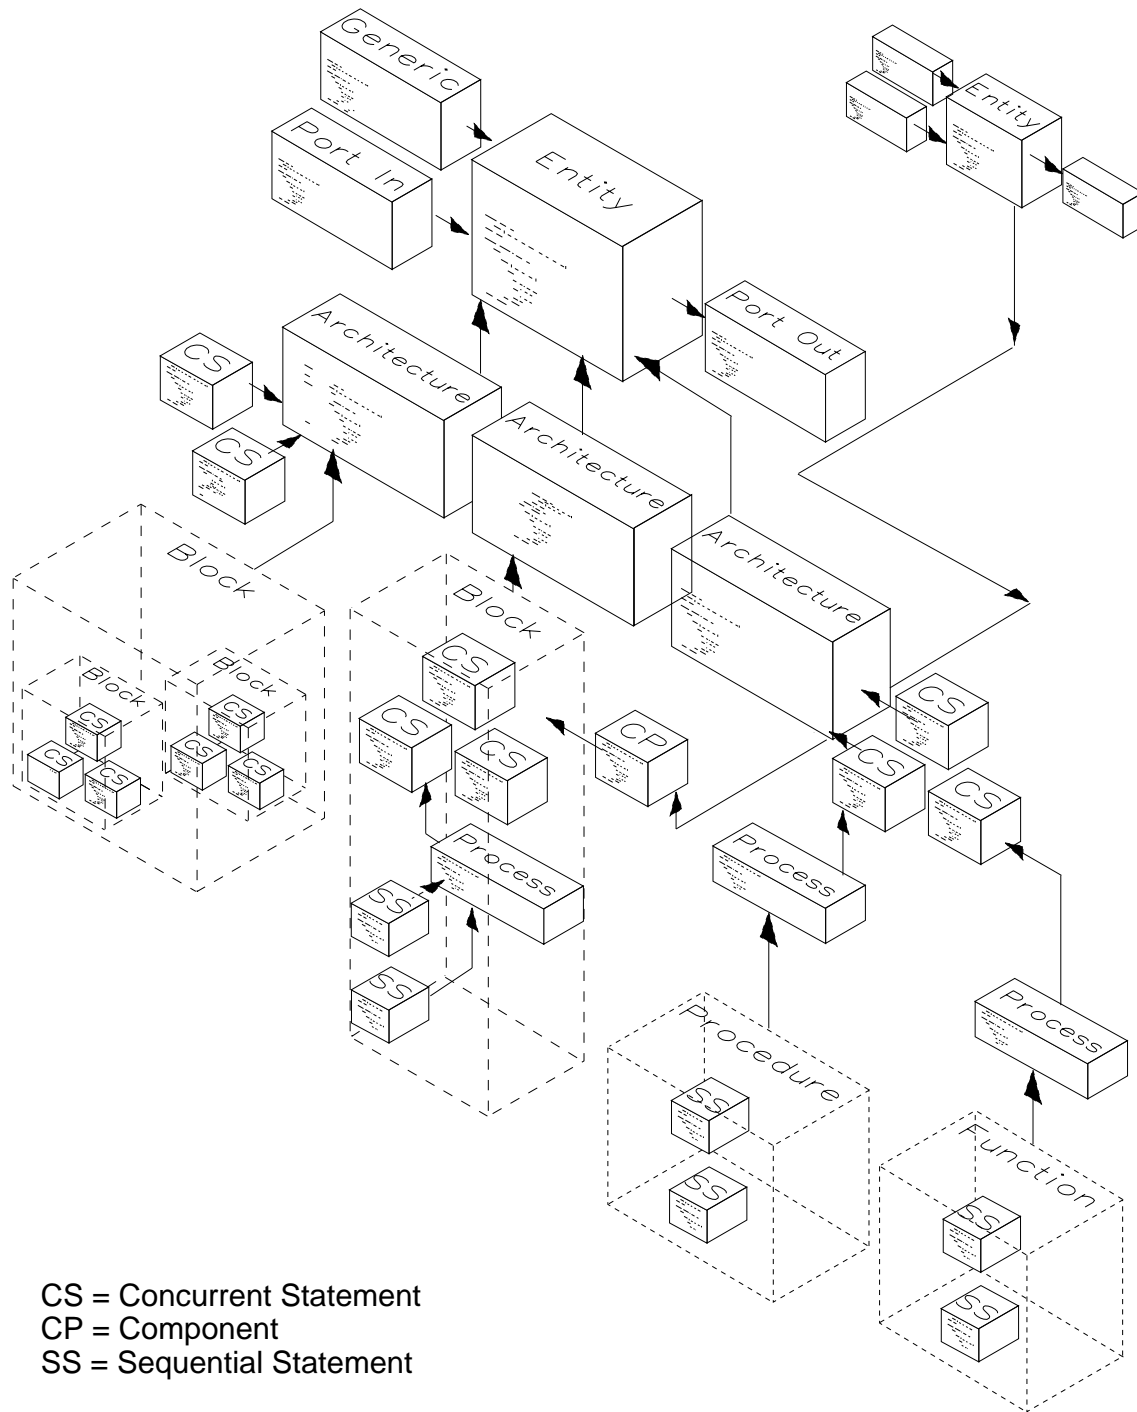 Generic
Entity
Port In
Entity
Port Out
Architecture
CS
Architecture
CS
Block
Architecture
Block
CS
Block
Block
CS
CS
CS
CS
CP
CS
CS
CS
CS
CS
CS
CS
CS
Process
Process
SS
SS
Process
Procedure
SS
Function
SS
SS
SS
CS = Concurrent Statement
CP = Component
SS = Sequential Statement